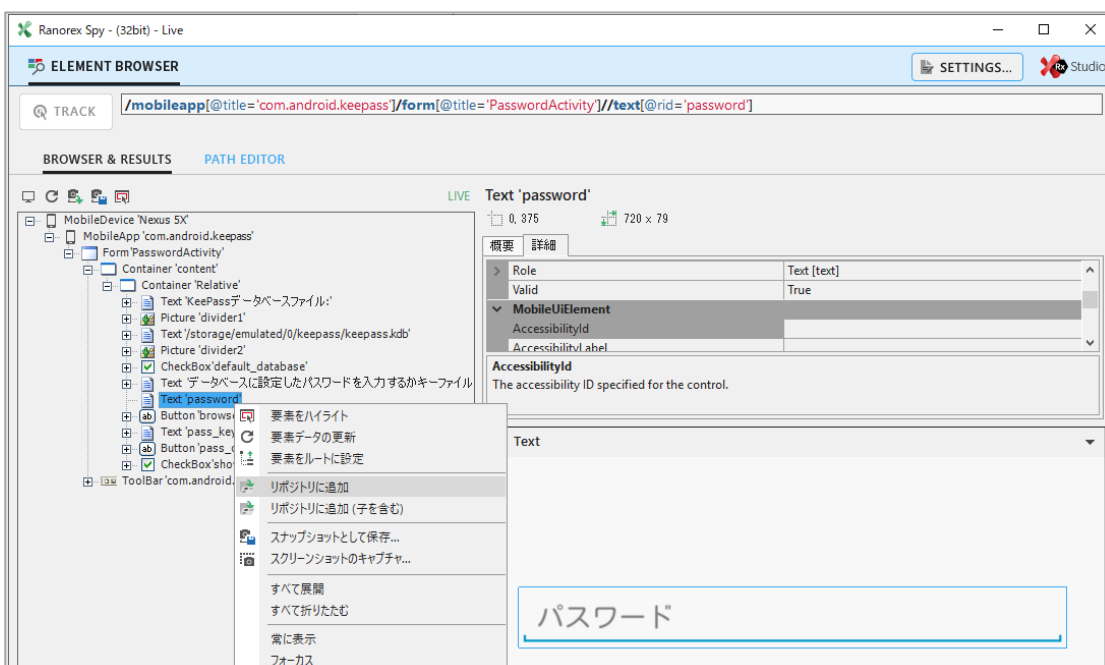 Ranorex Spy - (32bit) - Live
ELEMENT BROWSER
SETTINGS...
Rx Studio
TRACK
/mobileapp[@title='com.android.keepass']/form[@title='PasswordActivity']//text[@rid='password']
BROWSER & RESULTS
PATH EDITOR
LIVE
MobileDevice 'Nexus 5X'
MobileApp 'com.android.keepass'
Form 'PasswordActivity'
Container 'content'
Container 'Relative'
Text 'KeePassデータベースファイル:'
Picture 'divider1'
Text '/storage/emulated/0/keepass/keepass.kdb'
Picture 'divider2'
CheckBox 'default_database'
Text 'データベースに設定したパスワードを入力するかキーファイル
Text 'password'
Button 'brows
Text 'pass_key
Button 'pass_
CheckBox 'sho
ToolBar 'com.android.
要素をハイライト
要素データの更新
要素をルートに設定
リポジトリに追加
リポジトリに追加 (子を含む)
スナップショットとして保存...
スクリーンショットのキャプチャ...
すべて展開
すべて折りたたむ
常に表示
フォーカス
Text 'password'
0, 375
720 x 79
概要
詳細
Role Text [text]
Valid True
MobileUiElement
AccessibilityId
AccessibilityLabel
AccessibilityId
The accessibility ID specified for the control.
Text
パスワード